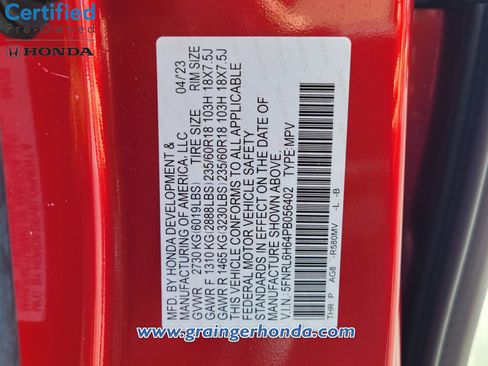 Certified
Pre-Owned
HONDA
MFD. BY HONDA DEVELOPMENT &
MANUFACTURING OF AMERICA, LLC 04/'23
GVWR 2730 KG(6019LBS) TIRE SIZE RIM SIZE
GAWR F 1310 KG(2888LBS) 235/60R18 103H 18X7.5J
GAWR R 1465 KG(3230LBS) 235/60R18 103H 18X7.5J
THIS VEHICLE CONFORMS TO ALL APPLICABLE
FEDERAL MOTOR VEHICLE SAFETY
STANDARDS IN EFFECT ON THE DATE OF
MANUFACTURE SHOWN ABOVE.
V.I.N.: 5FNRL6H64PB056402 TYPE:MPV
THR P AG8 -R580MV -L -B
www.graingerhonda.com